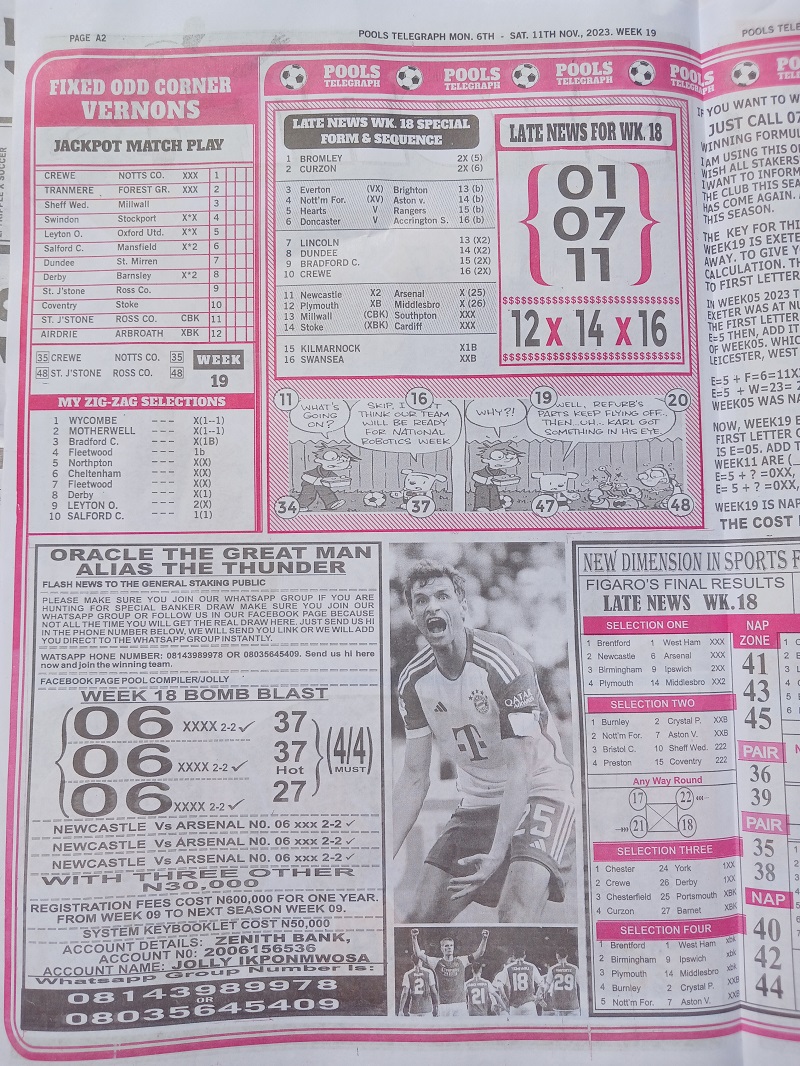 PAGE A2
POOLS TELEGRAPH MON. 6TH - SAT. 11TH NOV., 2023. WEEK 19
POOLS TELE
FIXED ODD CORNER
VERNONS
JACKPOT MATCH PLAY
CREWE NOTTS CO. XXX 1
TRANMERE FOREST GR. XXX 2
Sheff Wed. Millwall 3
Swindon Stockport X*X 4
Leyton O. Oxford Utd. X*X 5
Salford C. Mansfield X*2 6
Dundee St. Mirren 7
Derby Barnsley X*2 8
St. J'stone Ross Co. 9
Coventry Stoke 10
ST. J'STONE ROSS CO. CBK 11
AIRDRIE ARBROATH XBK 12
35 CREWE NOTTS CO. 35
48 ST. J'STONE ROSS CO. 48
WEEK
19
MY ZIG-ZAG SELECTIONS
1 WYCOMBE --- X(1--1)
2 MOTHERWELL --- X(1--1)
3 Bradford C. --- X(1B)
4 Fleetwood --- 1b
5 Northpton --- X(X)
6 Cheltenham --- X(X)
7 Fleetwood --- X(X)
8 Derby --- X(1)
9 LEYTON O. --- 2(X)
10 SALFORD C. --- 1(1)
POOLS
TELEGRAPH
POOLS
TELEGRAPH
POOLS
TELEGRAPH
POOLS
TELEGRAPH
LATE NEWS WK. 18 SPECIAL
FORM & SEQUENCE
1 BROMLEY 2X (5)
2 CURZON 2X (6)
3 Everton (VX) Brighton 13 (b)
4 Nott'm For. (XV) Aston v. 14 (b)
5 Hearts V Rangers 15 (b)
6 Doncaster V Accrington S. 16 (b)
7 LINCOLN 13 (X2)
8 DUNDEE 14 (X2)
9 BRADFORD C. 15 (2X)
10 CREWE 16 (2X)
11 Newcastle X2 Arsenal X (25)
12 Plymouth XB Middlesbro X (26)
13 Millwall (CBK) Southpton XXX
14 Stoke (XBK) Cardiff XXX
15 KILMARNOCK X1B
16 SWANSEA XXB
LATE NEWS FOR WK. 18
01
07
11
12 X 14 X 16
11 16 19 20
WHAT'S
GOING
ON?
SKIP, I
THINK OUR TEAM
WILL BE READY
FOR NATIONAL
ROBOTICS WEEK
WHY?!
WELL, REFURB'S
PARTS KEEP FLYING OFF...
THEN...UH... KARL GOT
SOMETHING IN HIS EYE.
34 37 47 48
IF YOU WANT TO W
JUST CALL 07
WINNING FORMUL
I AM USING THIS O
WISH ALL STAKERS
I WANT TO INFORM
THE CLUB THIS SEA
HAS COME AGAIN.
THIS SEASON.
THE KEY FOR THI
WEEK19 IS EXETE
AWAY. TO GIVE Y
CALCULATION. TH
TO FIRST LETTER
IN WEEK05 2023 T
EXETER WAS AT NU
THE FIRST LETTER
E=5 THEN, ADD IT
OF WEEK05. WHICH
LEICESTER, WEST
E=5 + F=6=11X
E=5 + W=23=
WEEK05 WAS NA
NOW, WEEK19 E
FIRST LETTER O
IS E=05. ADD T
WEEK11 ARE (
E=5 + ? =0XX,
E= 5 + ? =0XX,
WEEK19 IS NAP
THE COST
ORACLE THE GREAT MAN
ALIAS THE THUNDER
FLASH NEWS TO THE GENERAL STAKING PUBLIC
PLEASE MAKE SURE YOU JOIN OUR WHATSAPP GROUP IF YOU ARE
HUNTING FOR SPECIAL BANKER DRAW MAKE SURE YOU JOIN OUR
WHATSAPP GROUP OR FOLLOW US IN OUR FACEBOOK PAGE BECAUSE
NOT ALL THE TIME YOU WILL GET THE REAL DRAW HERE. JUST SEND US HI
IN THE PHONE NUMBER BELOW, WE WILL SEND YOU LINK OR WE WILL ADD
YOU DIRECT TO THE WHATSAPP GROUP INSTANTLY.
WATSAPP HONE NUMBER: 08143989978 OR 08035645409. Send us hi here
now and join the winning team.
FACEBOOK PAGE POOL COMPILER/JOLLY
WEEK 18 BOMB BLAST
06 XXXX 2-2 ✓ 37
06 XXXX 2-2 ✓ 37
Hot
06 XXXX 2-2 ✓ 27
(4/4)
MUST
NEWCASTLE Vs ARSENAL N0. 06 xxx 2-2 ✓
NEWCASTLE Vs ARSENAL N0. 06 xxx 2-2 ✓
NEWCASTLE Vs ARSENAL N0. 06 xxx 2-2 ✓
WITH THREE OTHER
N30,000
REGISTRATION FEES COST N600,000 FOR ONE YEAR.
FROM WEEK 09 TO NEXT SEASON WEEK 09.
SYSTEM KEYBOOKLET COST N50,000
ACCOUNT DETAILS: ZENITH BANK,
ACCOUNT N0: 2006156536
ACCOUNT NAME: JOLLY IKPONMWOSA
Whatsapp Group Number Is:
08143989978
OR
08035645409
QATAR
T
25
2 21 18 29
NEW DIMENSION IN SPORTS F
FIGARO'S FINAL RESULTS
LATE NEWS WK.18
SELECTION ONE
1 Brentford 1 West Ham XXX
2 Newcastle 6 Arsenal XXX
3 Birmingham 9 Ipswich 2XX
4 Plymouth 14 Middlesbro XX2
SELECTION TWO
1 Burnley 2 Crystal P. XXB
2 Nott'm For. 7 Aston V. XXB
3 Bristol C. 10 Sheff Wed. 222
4 Preston 15 Coventry 222
Any Way Round
17 22
21 18
SELECTION THREE
1 Chester 24 York 1XX
2 Crewe 26 Derby 1XX
3 Chesterfield 25 Portsmouth XBK
4 Curzon 27 Barnet XBK
SELECTION FOUR
1 Brentford 1 West Ham xbk
2 Birmingham 9 Ipswich xbk
3 Plymouth 14 Middlesbro xbk
4 Burnley 2 Crystal P. XXB
5 Nott'm For. 7 Aston V. XXB
NAP
ZONE
41
43
45
PAIR
36
39
PAIR
35
38
NAP
40
42
44